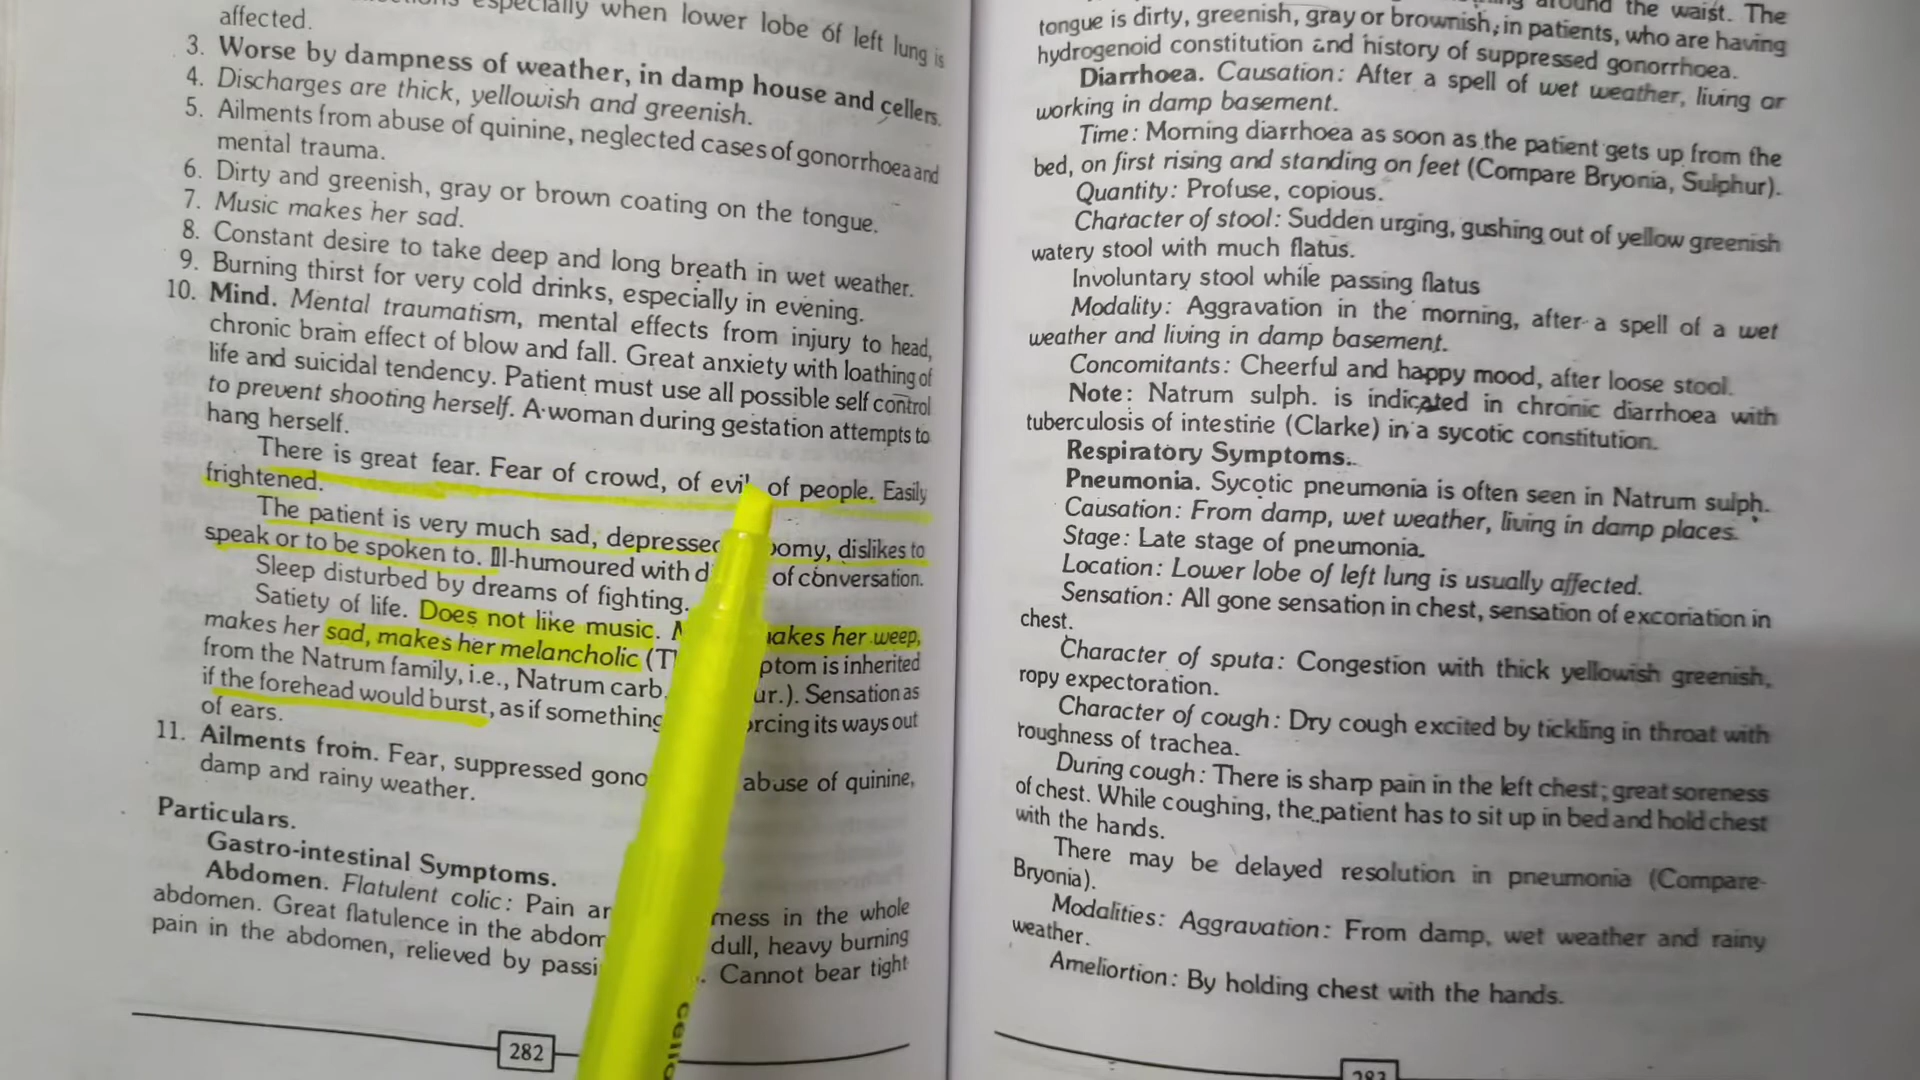 especially when lower lobe of left lung is
affected.
3. Worse by dampness of weather, in damp house and cellers.
4. Discharges are thick, yellowish and greenish.
5. Ailments from abuse of quinine, neglected cases of gonorrhoea and
mental trauma.
6. Dirty and greenish, gray or brown coating on the tongue.
7. Music makes her sad.
8. Constant desire to take deep and long breath in wet weather.
9. Burning thirst for very cold drinks, especially in evening.
10. Mind. Mental traumatism, mental effects from injury to head,
chronic brain effect of blow and fall. Great anxiety with loathing of
life and suicidal tendency. Patient must use all possible self control
to prevent shooting herself. A woman during gestation attempts to
hang herself.
There is great fear. Fear of crowd, of evil of people. Easily
frightened.
The patient is very much sad, depressed oomy, dislikes to
speak or to be spoken to. Ill-humoured with d of conversation.
Sleep disturbed by dreams of fighting.
Satiety of life. Does not like music. M akes her weep,
makes her sad, makes her melancholic (T ptom is inherited
from the Natrum family, i.e., Natrum carb. ur.). Sensation as
if the forehead would burst, as if something orcing its ways out
of ears.
11. Ailments from. Fear, suppressed gono abuse of quinine,
damp and rainy weather.
Particulars.
Gastro-intestinal Symptoms.
Abdomen. Flatulent colic: Pain an rness in the whole
abdomen. Great flatulence in the abdom dull, heavy burning
pain in the abdomen, relieved by passi . Cannot bear tight
282
around the waist. The
tongue is dirty, greenish, gray or brownish, in patients, who are having
hydrogenoid constitution and history of suppressed gonorrhoea.
Diarrhoea. Causation: After a spell of wet weather, living or
working in damp basement.
Time: Morning diarrhoea as soon as the patient gets up from the
bed, on first rising and standing on feet (Compare Bryonia, Sulphur).
Quantity: Profuse, copious.
Character of stool: Sudden urging, gushing out of yellow greenish
watery stool with much flatus.
Involuntary stool while passing flatus
Modality: Aggravation in the morning, after a spell of a wet
weather and living in damp basement.
Concomitants: Cheerful and happy mood, after loose stool.
Note: Natrum sulph. is indicated in chronic diarrhoea with
tuberculosis of intestine (Clarke) in a sycotic constitution.
Respiratory Symptoms.
Pneumonia. Sycotic pneumonia is often seen in Natrum sulph.
Causation: From damp, wet weather, living in damp places.
Stage: Late stage of pneumonia.
Location: Lower lobe of left lung is usually affected.
Sensation: All gone sensation in chest, sensation of excoriation in
chest.
Character of sputa: Congestion with thick yellowish greenish,
ropy expectoration.
Character of cough: Dry cough excited by tickling in throat with
roughness of trachea.
During cough: There is sharp pain in the left chest; great soreness
of chest. While coughing, the patient has to sit up in bed and hold chest
with the hands.
There may be delayed resolution in pneumonia (Compare
Bryonia).
Modalities: Aggravation: From damp, wet weather and rainy
weather.
Ameliortion: By holding chest with the hands.
283
cello